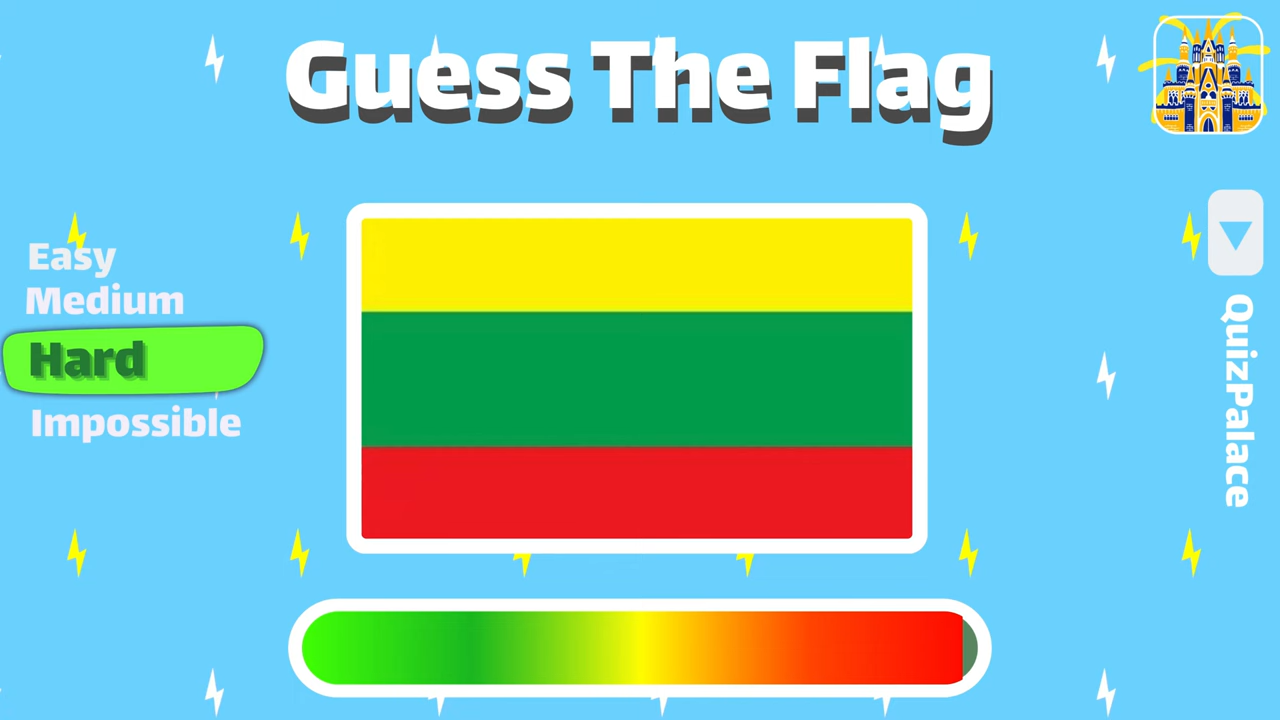 Guess The Flag
Easy
Medium
Hard
Impossible
QuizPalace